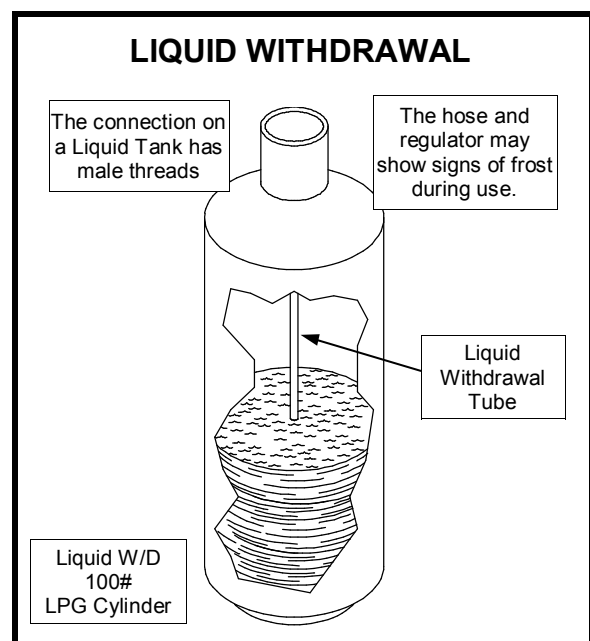 LIQUID WITHDRAWAL
The connection on
a Liquid Tank has
male threads
The hose and
regulator may
show signs of frost
during use.
Liquid
Withdrawal
Tube
Liquid W/D
100#
LPG Cylinder